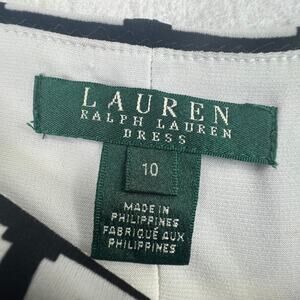 LAUREN
RALPH LAUREN
DRESS
10
MADE IN
PHILIPPINES
FABRIQUÉ AUX
PHILIPPINES